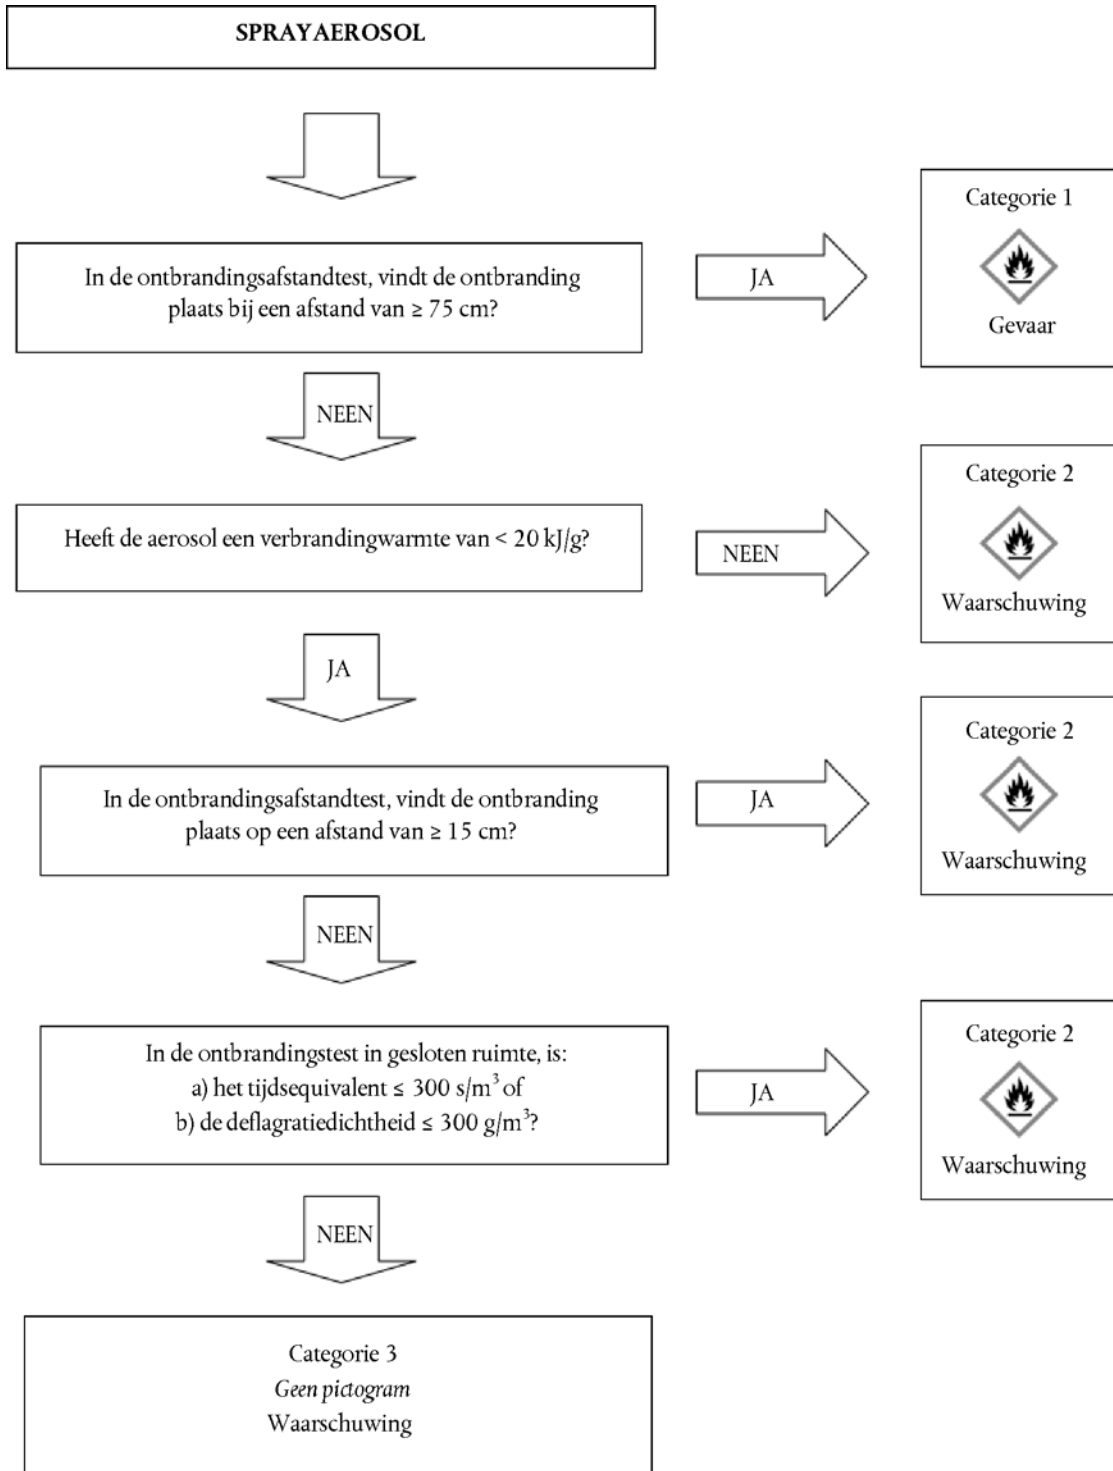 SPRAYAEROSOL
In de ontbrandingsafstandtest, vindt de ontbranding
plaats bij een afstand van ≥ 75 cm?
JA
Categorie 1
Gevaar
NEEN
Heeft de aerosol een verbrandingwarmte van < 20 kJ/g?
NEEN
Categorie 2
Waarschuwing
JA
In de ontbrandingsafstandtest, vindt de ontbranding
plaats op een afstand van ≥ 15 cm?
JA
Categorie 2
Waarschuwing
NEEN
In de ontbrandingstest in gesloten ruimte, is:
a) het tijdsequivalent ≤ 300 s/m³ of
b) de deflagratiedichtheid ≤ 300 g/m³?
JA
Categorie 2
Waarschuwing
NEEN
Categorie 3
Geen pictogram
Waarschuwing